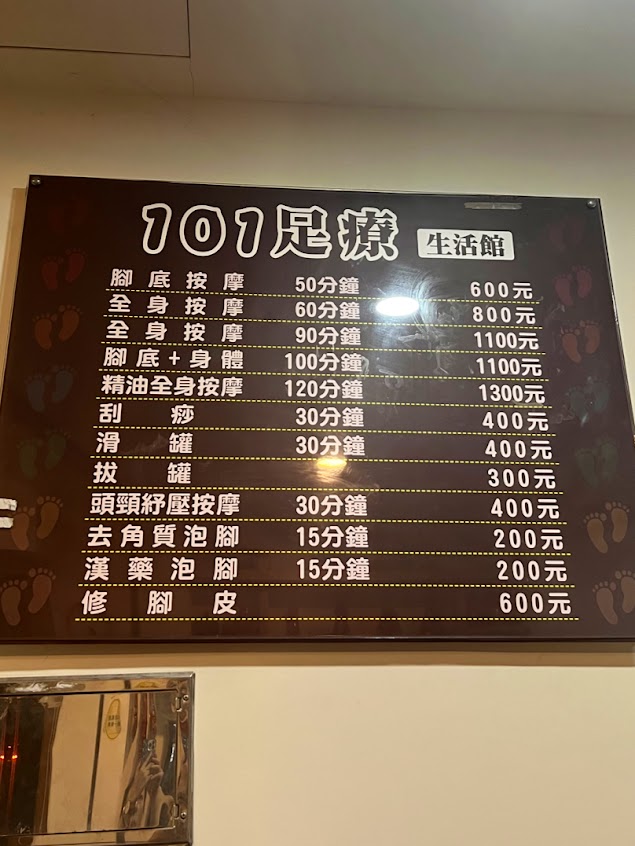 101足療 生活館
腳底按摩 50分鐘 600元
全身按摩 60分鐘 800元
全身按摩 90分鐘 1100元
腳底+身體 100分鐘 1100元
精油全身按摩 120分鐘 1300元
刮痧 30分鐘 400元
滑罐 30分鐘 400元
拔罐 300元
頭頸紓壓按摩 30分鐘 400元
去角質泡腳 15分鐘 200元
漢藥泡腳 15分鐘 200元
修腳皮 600元